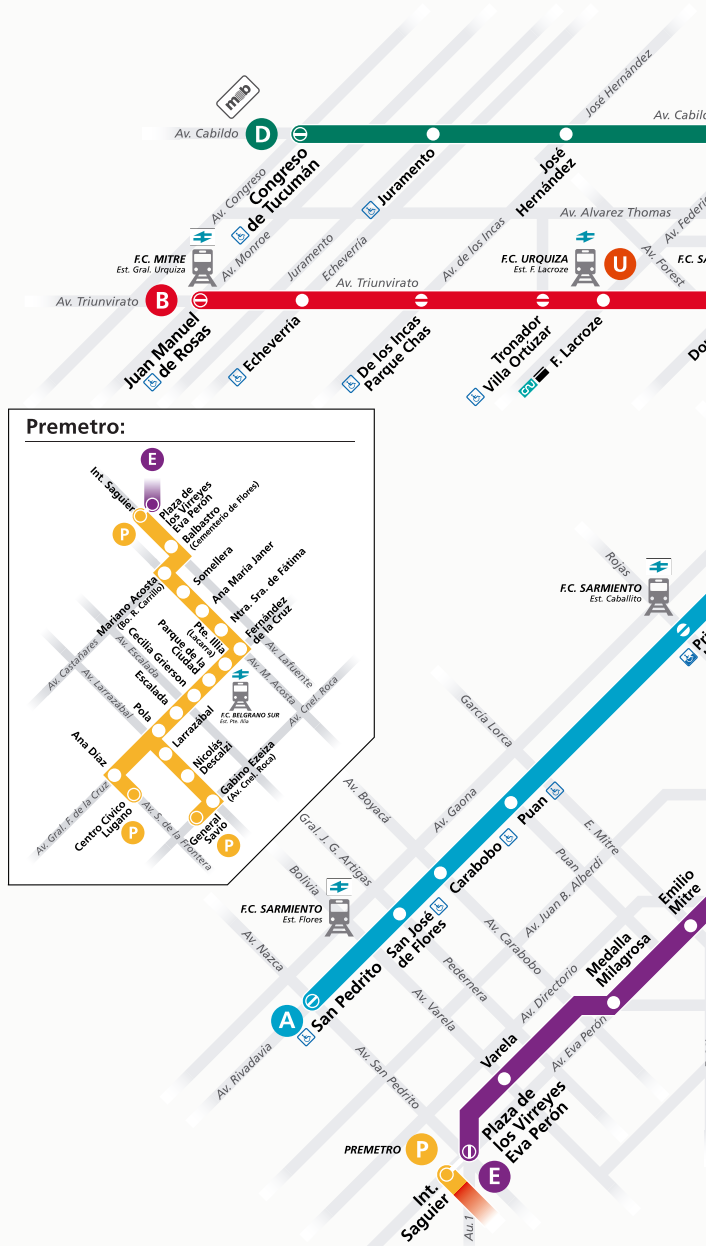 José Hernández
mob
Av. Cabildo
D
Av. Cabildo
Congreso
de Tucumán
Juramento
José
Hernández
Av. Congreso
Av. Alvarez Thomas
F.C. MITRE
Est. Gral. Urquiza
Av. Monroe
Juramento
Echeverría
Av. de los Incas
F.C. URQUIZA
Est. F. Lacroze
U
Av. Forest
Av. Triunvirato
B
Av. Triunvirato
Juan Manuel
de Rosas
Echeverría
De los Incas
Parque Chas
Tronador
Villa Ortúzar
F. Lacroze
Premetro:
E
Int. Saguier
P
Plaza de
los Virreyes
Eva Perón
Balbastro
(Cementerio de Flores)
Mariano Acosta
(Bo. R. Carrillo)
Somellera
Ana María Janer
Ntra. Sra. de Fátima
Fernández
de la Cruz
Pte. Illia
(Lacarra)
Parque de la
Ciudad
Cecilia Grierson
Escalada
Pola
Larrazábal
Av. Castañares
Av. Escalada
Av. Larrazábal
Av. Lafuente
Av. M. Acosta
Av. Cnel. Roca
F.C. BELGRANO SUR
Est. Pte. Illia
Ana Díaz
Nicolás
Descalzi
Gabino Ezeiza
(Av. Cnel. Roca)
Av. Gral. F. de la Cruz
Centro Cívico
Lugano
P
Av. S. de la Frontera
General
Savio
P
Rojas
F.C. SARMIENTO
Est. Caballito
García Lorca
Av. Boyacá
Av. Gaona
Puan
E. Mitre
Puan
Gral. J. G. Artigas
Bolivia
Carabobo
Av. Juan B. Alberdi
F.C. SARMIENTO
Est. Flores
San José
de Flores
Av. Carabobo
Emilio
Mitre
Av. Nazca
San Pedrito
A
Pedernera
Av. Varela
Medalla
Milagrosa
Av. Directorio
Av. Eva Perón
Av. Rivadavia
Av. San Pedrito
Varela
Plaza de
los Virreyes
Eva Perón
PREMETRO
P
E
Int.
Saguier
Au.1